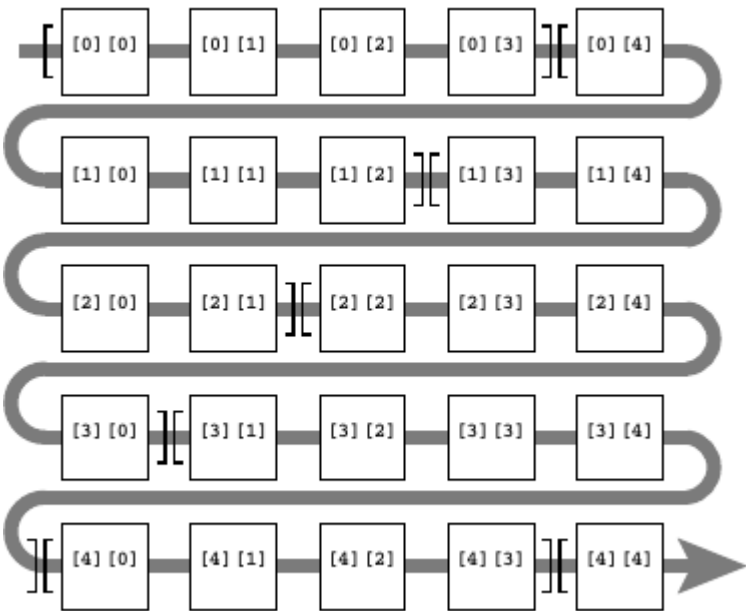 [ [0] [0] [0] [1] [0] [2] [0] [3] ][ [0] [4]
[1] [0] [1] [1] [1] [2] ][ [1] [3] [1] [4]
[2] [0] [2] [1] ][ [2] [2] [2] [3] [2] [4]
[3] [0] ][ [3] [1] [3] [2] [3] [3] [3] [4]
][ [4] [0] [4] [1] [4] [2] [4] [3] ][ [4] [4]